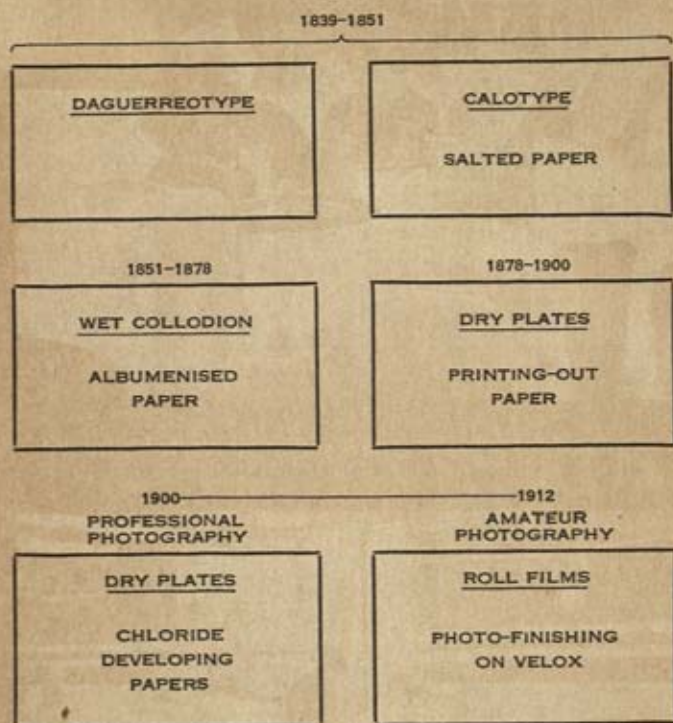 1839–1851
DAGUERREOTYPE
CALOTYPE
SALTED PAPER
1851–1878
WET COLLODION
ALBUMENISED
PAPER
1878–1900
DRY PLATES
PRINTING-OUT
PAPER
1900
1912
PROFESSIONAL
PHOTOGRAPHY
DRY PLATES
CHLORIDE
DEVELOPING
PAPERS
AMATEUR
PHOTOGRAPHY
ROLL FILMS
PHOTO-FINISHING
ON VELOX